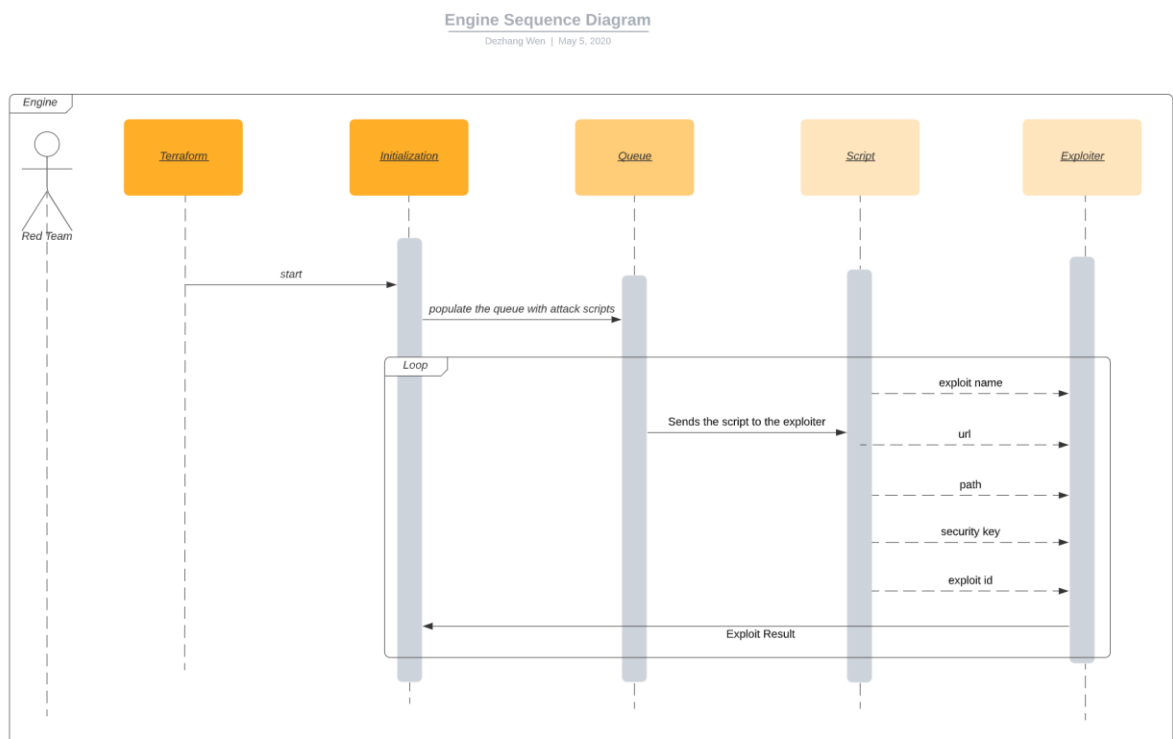 Engine Sequence Diagram
Dezhang Wen | May 5, 2020
Engine
Red Team
Terraform
Initialization
Queue
Script
Exploiter
start
populate the queue with attack scripts
Loop
exploit name
Sends the script to the exploiter
url
path
security key
exploit id
Exploit Result